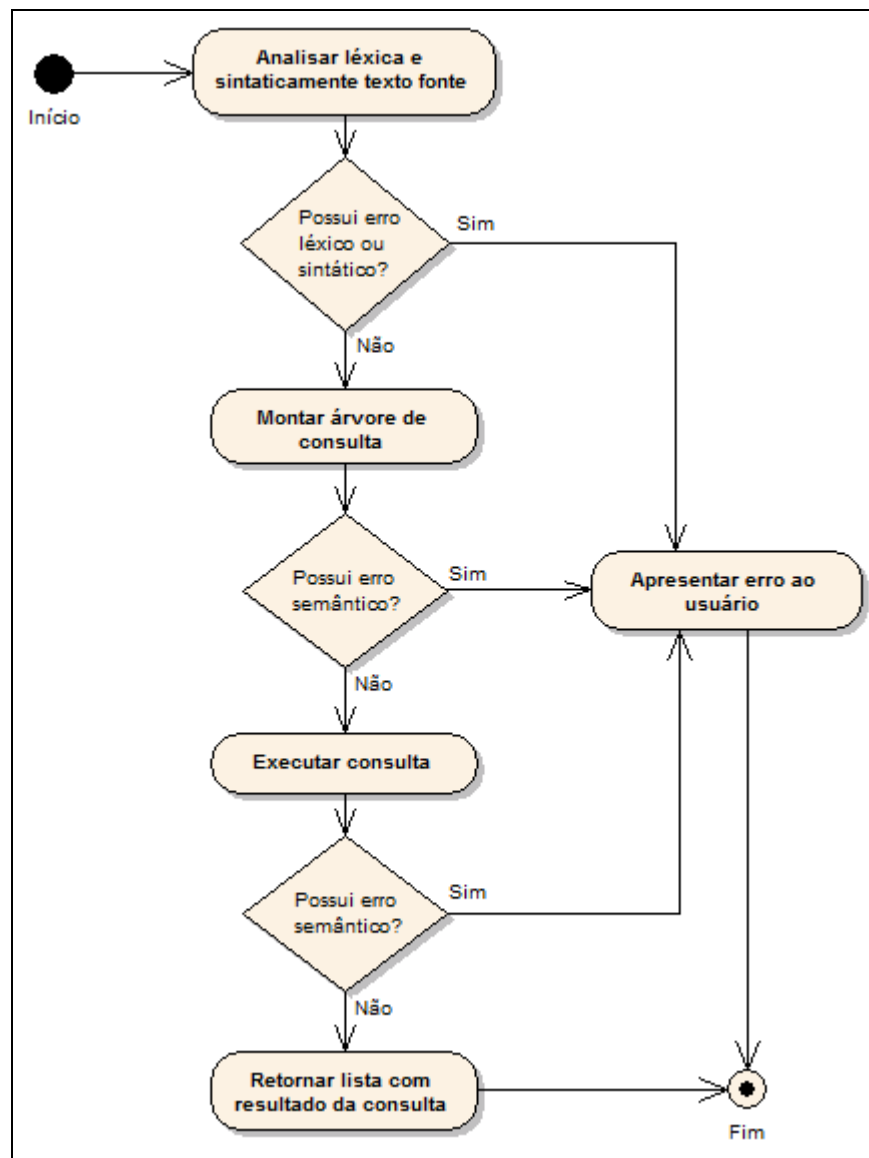 Analisar léxica e
sintaticamente texto fonte
Início
Possui erro
léxico ou
sintático?
Sim
Não
Montar árvore de
consulta
Possui erro
semântico?
Sim
Apresentar erro ao
usuário
Não
Executar consulta
Possui erro
semântico?
Sim
Não
Retornar lista com
resultado da consulta
Fim